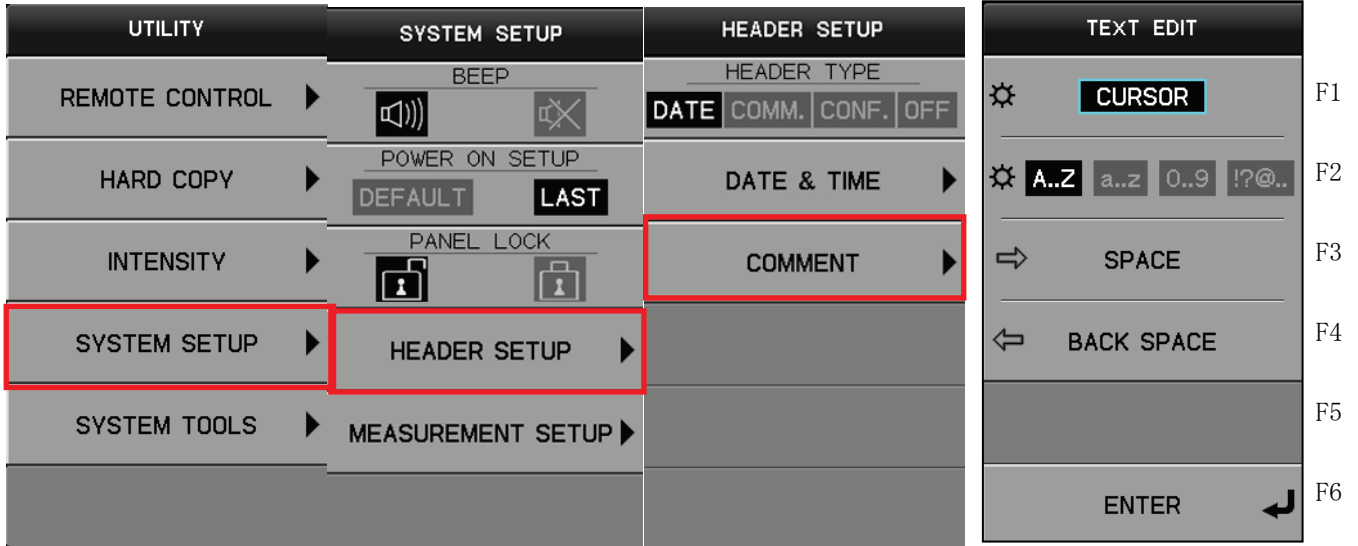 UTILITY
REMOTE CONTROL
HARD COPY
INTENSITY
SYSTEM SETUP
SYSTEM TOOLS
SYSTEM SETUP
BEEP
POWER ON SETUP
DEFAULT LAST
PANEL LOCK
HEADER SETUP
MEASUREMENT SETUP
HEADER SETUP
HEADER TYPE
DATE COMM. CONF. OFF
DATE & TIME
COMMENT
TEXT EDIT
CURSOR F1
A..Z a..z 0..9 !?@.. F2
SPACE F3
BACK SPACE F4
F5
ENTER F6